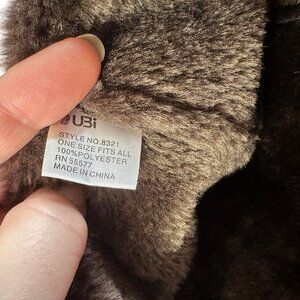 UBi
STYLE NO.8321
ONE SIZE FITS ALL
100%POLYESTER
RN 55577
MADE IN CHINA